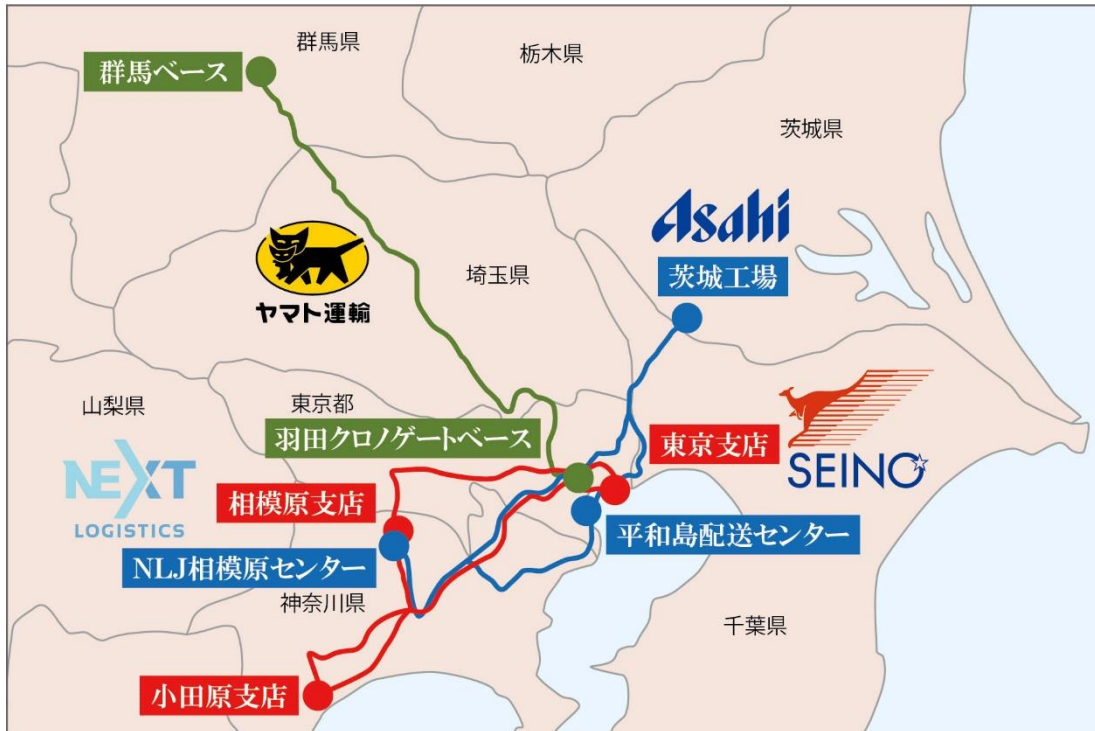 群馬県
栃木県
群馬ベース
茨城県
Asahi
茨城工場
埼玉県
ヤマト運輸
山梨県
東京都
羽田クロノゲートベース
東京支店
SEINO
NEXT
LOGISTICS
相模原支店
NLJ相模原センター
平和島配送センター
神奈川県
千葉県
小田原支店